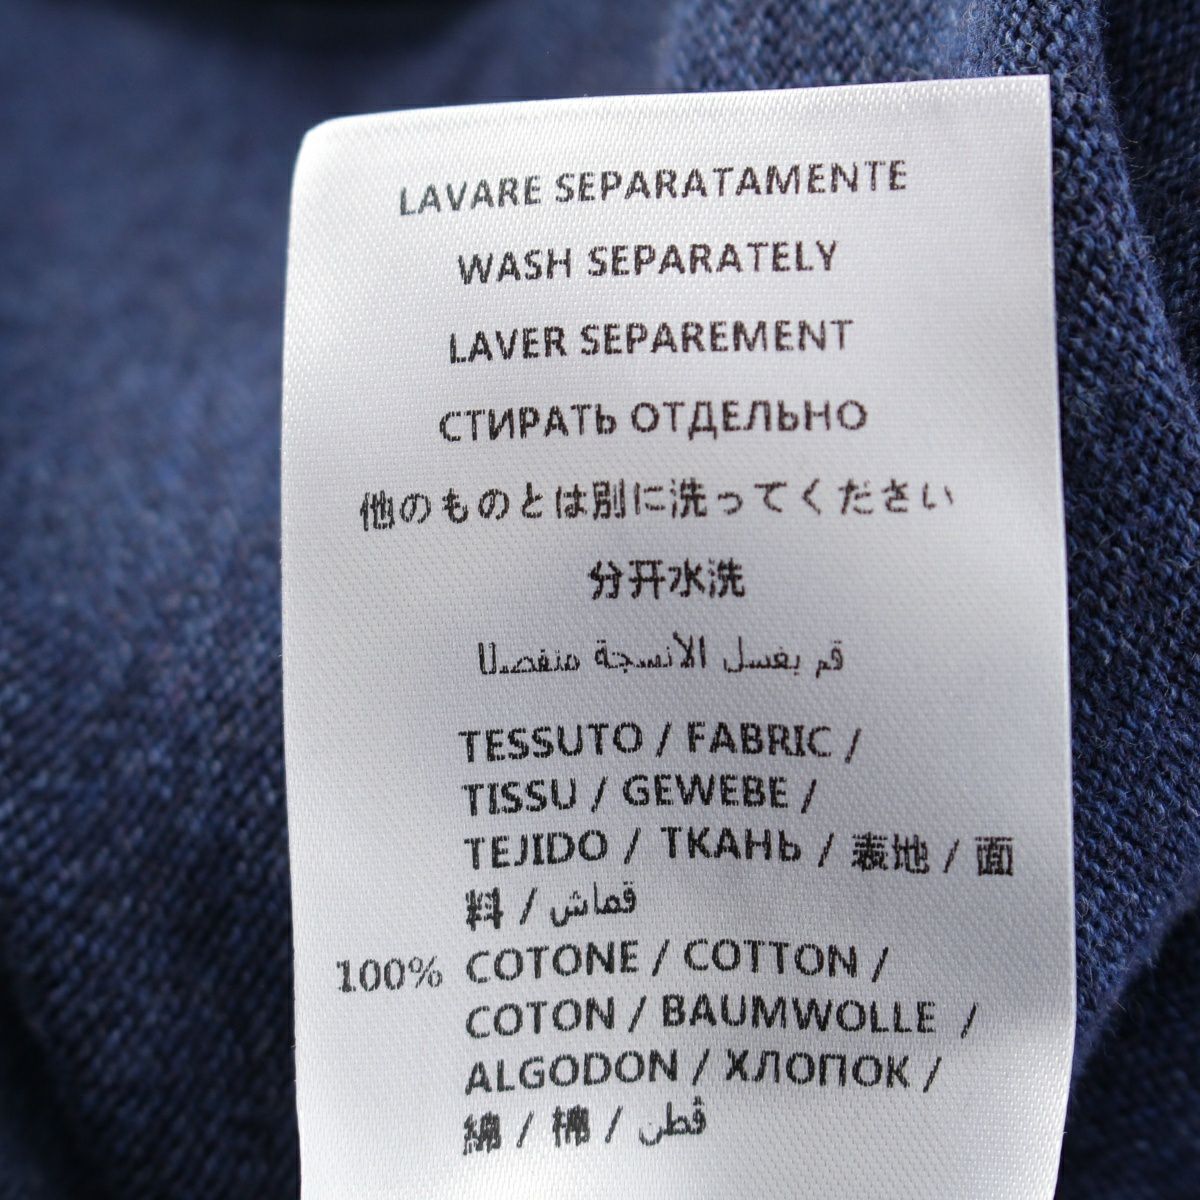 LAVARE SEPARATAMENTE
WASH SEPARATELY
LAVER SEPAREMENT
СТИРАТЬ ОТДЕЛЬНО
他のものとは別に洗ってください
分开水洗
قم بغسل الأنسجة منفصلا
TESSUTO / FABRIC /
TISSU / GEWEBE /
TEJIDO / ТКАНЬ / 表地 / 面
料 / قماش
100% COTONE / COTTON /
COTON / BAUMWOLLE /
ALGODON / ХЛОПОК /
綿 / 棉 / قطن